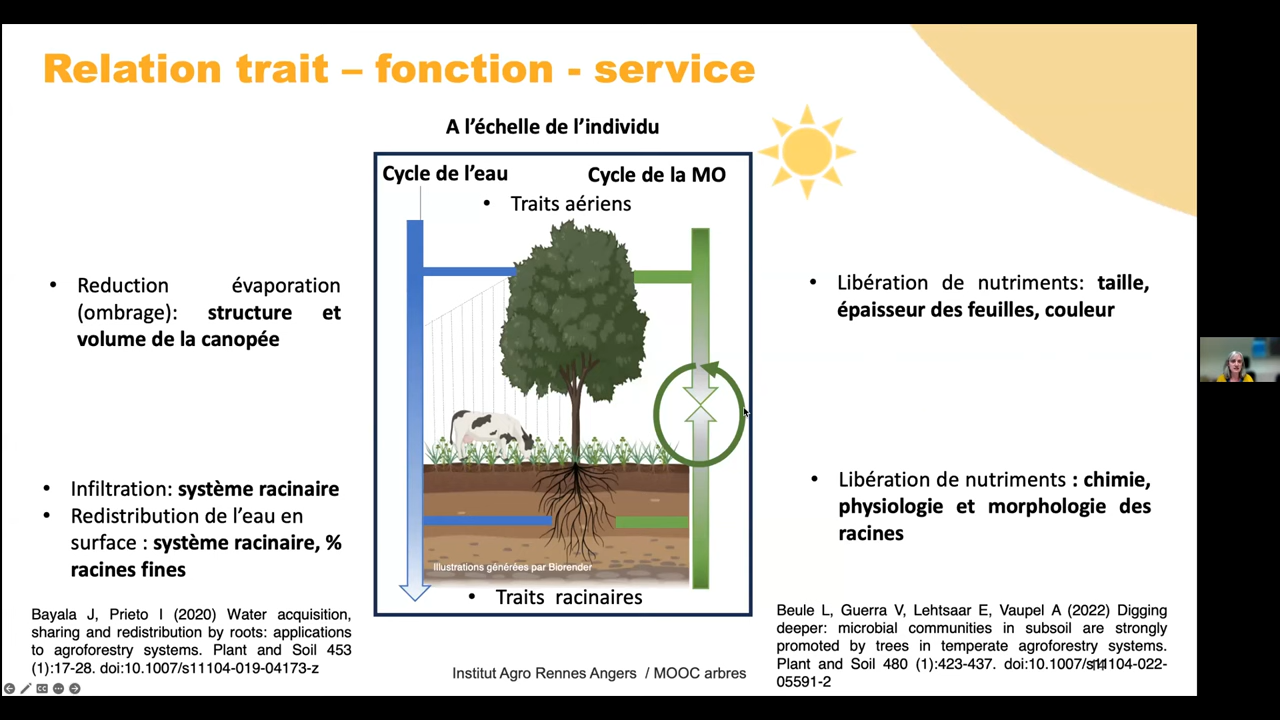 Relation trait – fonction - service
A l’échelle de l’individu
Cycle de l’eau
Cycle de la MO
• Traits aériens
• Reduction évaporation
(ombrage): structure et
volume de la canopée
• Infiltration: système racinaire
• Redistribution de l’eau en
surface : système racinaire, %
racines fines
Illustrations générées par Biorender
• Traits racinaires
• Libération de nutriments: taille,
épaisseur des feuilles, couleur
• Libération de nutriments : chimie,
physiologie et morphologie des
racines
Bayala J, Prieto I (2020) Water acquisition,
sharing and redistribution by roots: applications
to agroforestry systems. Plant and Soil 453
(1):17-28. doi:10.1007/s11104-019-04173-z
Institut Agro Rennes Angers / MOOC arbres
Beule L, Guerra V, Lehtsaar E, Vaupel A (2022) Digging
deeper: microbial communities in subsoil are strongly
promoted by trees in temperate agroforestry systems.
Plant and Soil 480 (1):423-437. doi:10.1007/s11104-022-
05591-2